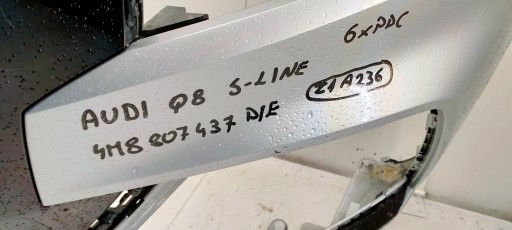 6xPDC
AUDI Q8 S-LINE
21A236
4M8 807 437 D/E